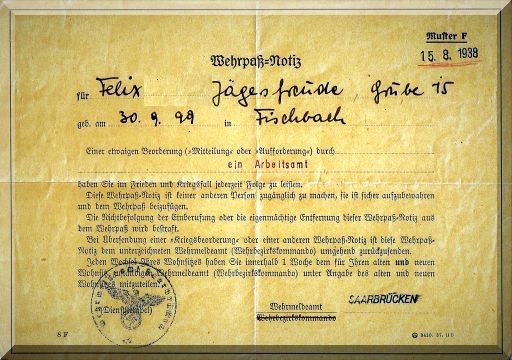 Muster F
15. 8. 1938
Wehrpaß-Notiz
für Felix Jägersfreude, Grube 15
geb. am 30. 9. 99 in Fischbach
Einer etwaigen Beorderung (»Mitteilung« oder »Aufforderung«) durch
ein Arbeitsamt
haben Sie im Frieden und Kriegsfall jederzeit Folge zu leisten.
Diese Wehrpaß-Notiz ist keiner anderen Person zugänglich zu machen, sie ist sicher aufzubewahren
und dem Wehrpaß beizufügen.
Die Nichtbefolgung der Einberufung oder die eigenmächtige Entfernung dieser Wehrpaß-Notiz aus
dem Wehrpaß wird bestraft.
Bei Übersendung einer »Kriegsbeorderung« oder einer anderen Wehrpaß-Notiz ist diese Wehrpaß-
Notiz dem unterzeichneten Wehrmeldeamt (Wehrbezirkskommando) umgehend zurückzusenden.
Jeden Wechsel Ihres Wohnsitzes haben Sie innerhalb 1 Woche dem für Ihren alten und neuen
Wohnsitz zuständigen Wehrmeldeamt (Wehrbezirkskommando) unter Angabe des alten und neuen
Wohnsitzes mitzuteilen.
(Dienststempel)
Wehrmeldeamt SAARBRÜCKEN
Wehrbezirkskommando
8 F